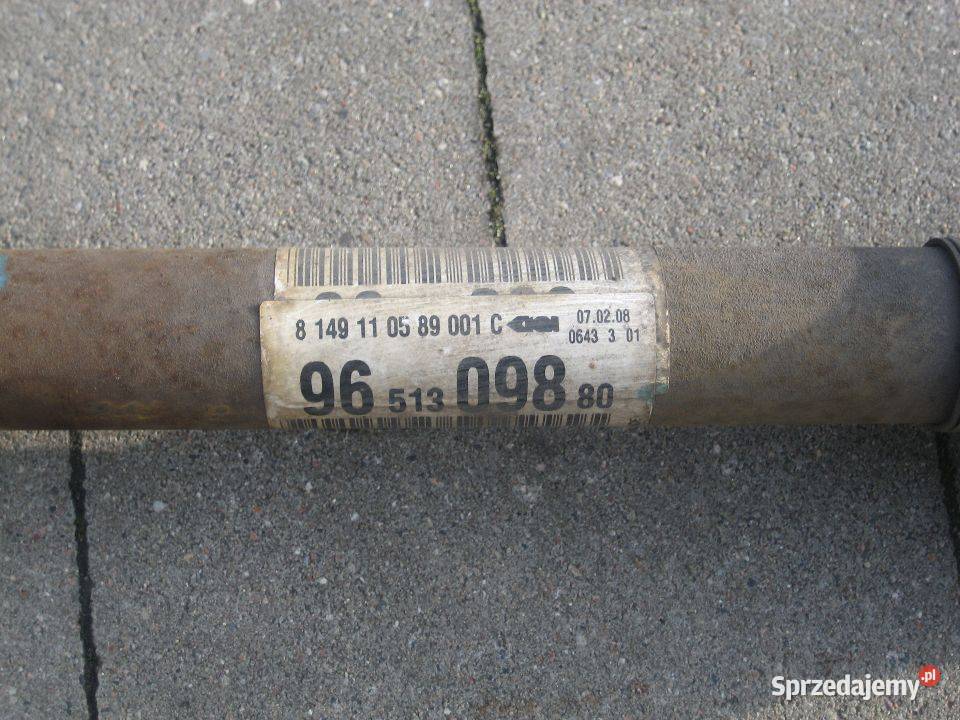 8 149 11 05 89 001 C
07.02.08
0643 3 01
96 513 098 80
Sprzedajemy.pl